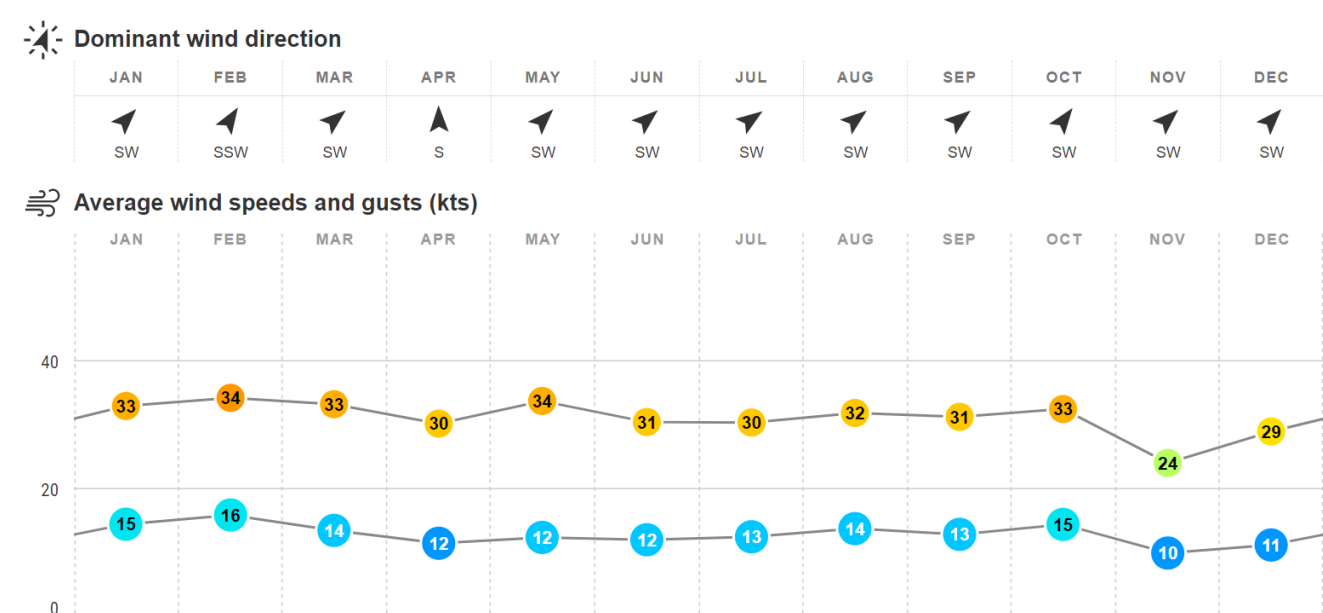 Dominant wind direction
JAN FEB MAR APR MAY JUN JUL AUG SEP OCT NOV DEC
SW SSW SW S SW SW SW SW SW SW SW SW
Average wind speeds and gusts (kts)
JAN FEB MAR APR MAY JUN JUL AUG SEP OCT NOV DEC
40
33 34 33 30 34 31 30 32 31 33 24 29
20
15 16 14 12 12 12 13 14 13 15 10 11
0